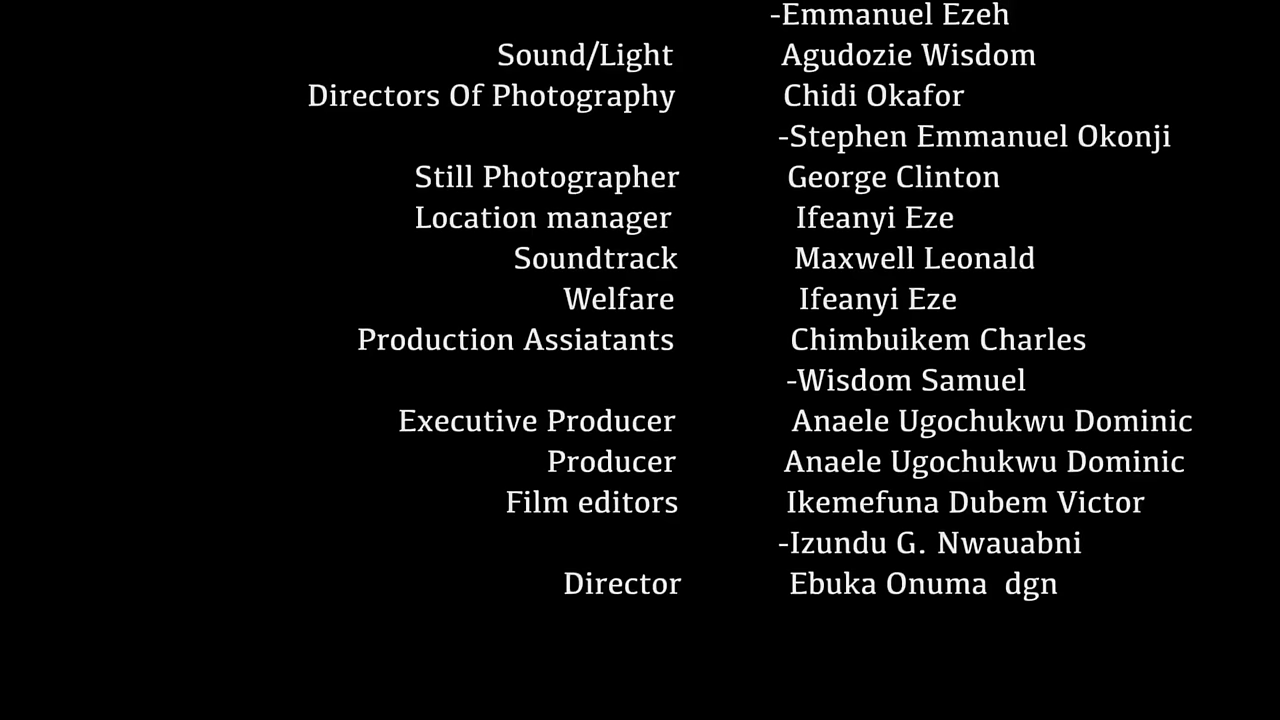 -Emmanuel Ezeh
Sound/Light Agudozie Wisdom
Directors Of Photography Chidi Okafor
-Stephen Emmanuel Okonji
Still Photographer George Clinton
Location manager Ifeanyi Eze
Soundtrack Maxwell Leonald
Welfare Ifeanyi Eze
Production Assiatants Chimbuikem Charles
-Wisdom Samuel
Executive Producer Anaele Ugochukwu Dominic
Producer Anaele Ugochukwu Dominic
Film editors Ikemefuna Dubem Victor
-Izundu G. Nwauabni
Director Ebuka Onuma dgn